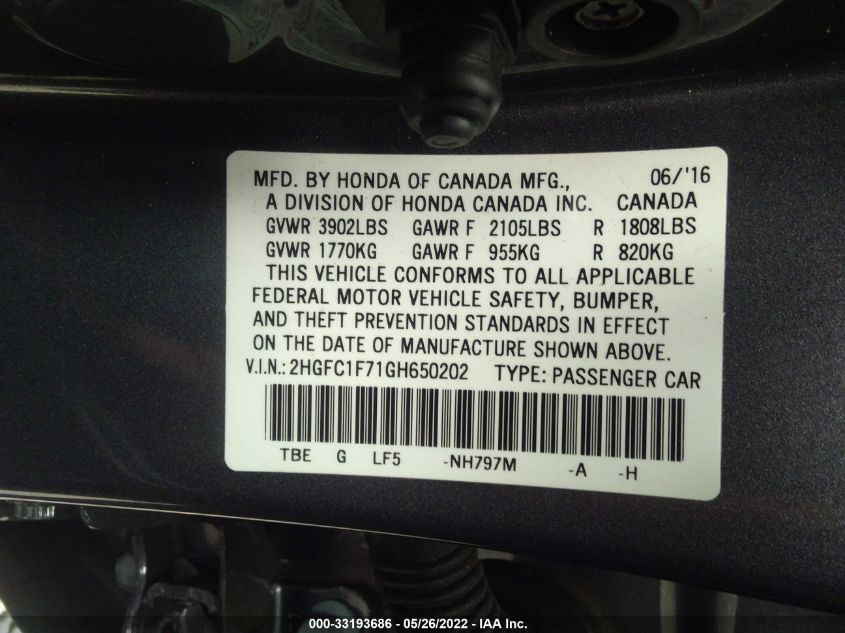 MFD. BY HONDA OF CANADA MFG., 06/'16
A DIVISION OF HONDA CANADA INC. CANADA
GVWR 3902LBS GAWR F 2105LBS R 1808LBS
GVWR 1770KG GAWR F 955KG R 820KG
THIS VEHICLE CONFORMS TO ALL APPLICABLE
FEDERAL MOTOR VEHICLE SAFETY, BUMPER,
AND THEFT PREVENTION STANDARDS IN EFFECT
ON THE DATE OF MANUFACTURE SHOWN ABOVE.
V.I.N.: 2HGFC1F71GH650202 TYPE: PASSENGER CAR
TBE G LF5 -NH797M -A -H
000-33193686 - 05/26/2022 - IAA Inc.